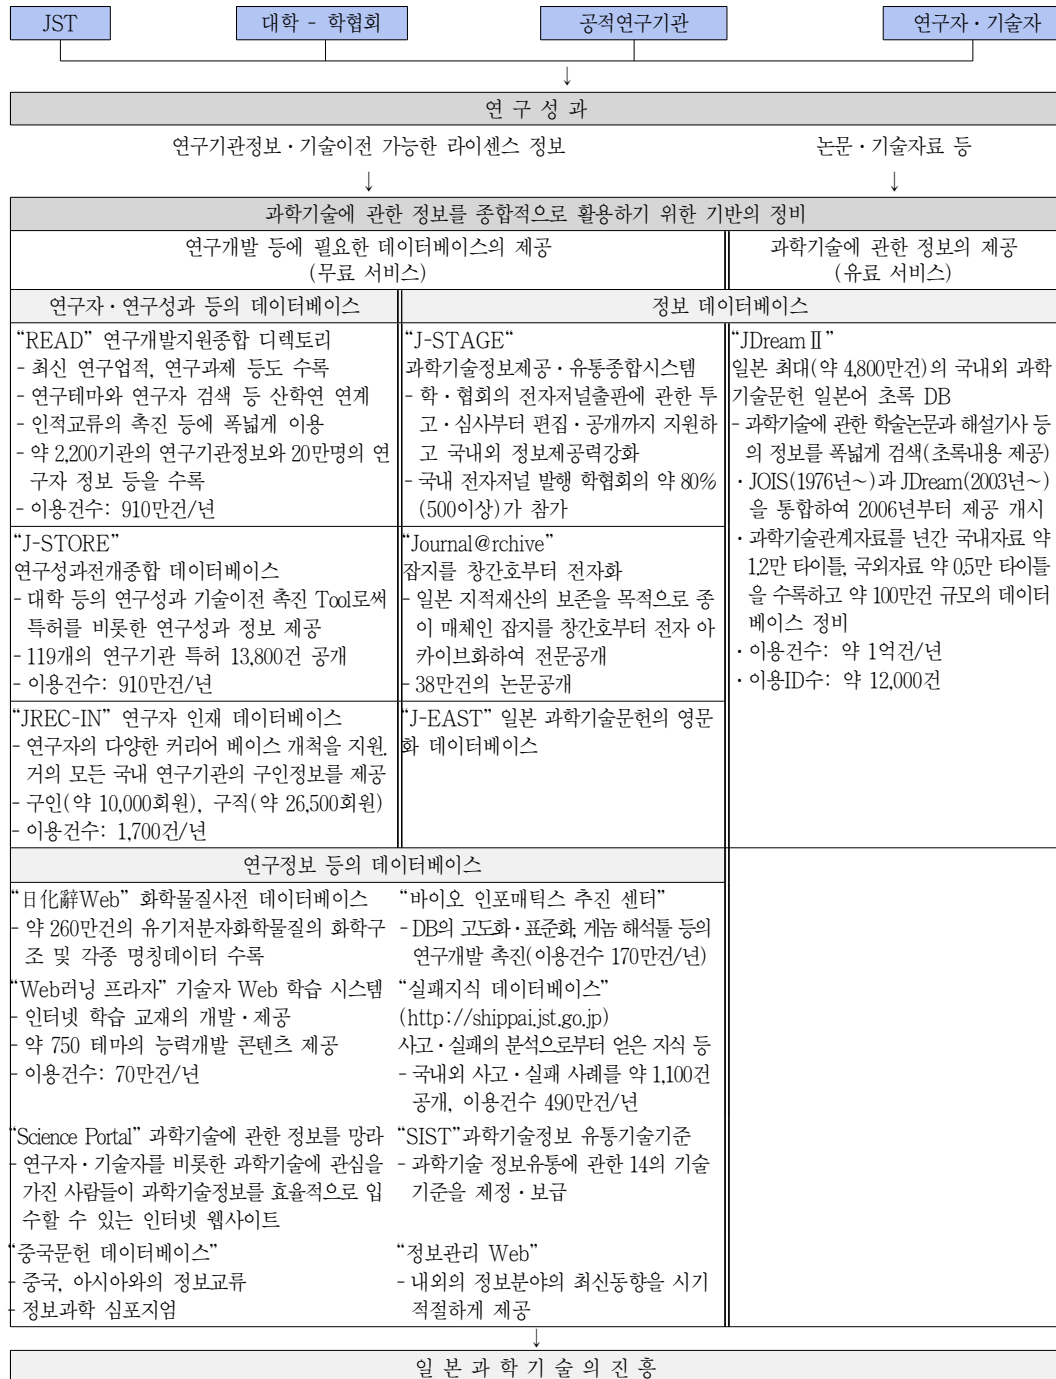 JST
대학 - 학협회
공적연구기관
연구자·기술자
↓
연 구 성 과
연구기관정보·기술이전 가능한 라이센스 정보
논문·기술자료 등
↓
↓
과학기술에 관한 정보를 종합적으로 활용하기 위한 기반의 정비
연구개발 등에 필요한 데이터베이스의 제공
(무료 서비스)
과학기술에 관한 정보의 제공
(유료 서비스)
연구자·연구성과 등의 데이터베이스
정보 데이터베이스
“READ” 연구개발지원종합 디렉토리
- 최신 연구업적, 연구과제 등도 수록
- 연구테마와 연구자 검색 등 산학연 연계
- 인적교류의 촉진 등에 폭넓게 이용
- 약 2,200기관의 연구기관정보와 20만명의 연
구자 정보 등을 수록
- 이용건수: 910만건/년
“J-STAGE“
과학기술정보제공·유통종합시스템
- 학·협회의 전자저널출판에 관한 투
고·심사부터 편집·공개까지 지원하
고 국내외 정보제공력강화
- 국내 전자저널 발행 학협회의 약 80%
(500이상)가 참가
“JDreamⅡ”
일본 최대(약 4,800만건)의 국내외 과학
기술문헌 일본어 초록 DB
- 과학기술에 관한 학술논문과 해설기사 등
의 정보를 폭넓게 검색(초록내용 제공)
·JOIS(1976년~)과 JDream(2003년~)
을 통합하여 2006년부터 제공 개시
·과학기술관계자료를 년간 국내자료 약
1.2만 타이틀, 국외자료 약 0.5만 타이틀
을 수록하고 약 100만건 규모의 데이터
베이스 정비
·이용건수: 약 1억건/년
·이용ID수: 약 12,000건
“J-STORE”
연구성과전개종합 데이터베이스
- 대학 등의 연구성과 기술이전 촉진 Tool로써
특허를 비롯한 연구성과 정보 제공
- 119개의 연구기관 특허 13,800건 공개
- 이용건수: 910만건/년
“Journal@rchive”
잡지를 창간호부터 전자화
- 일본 지적재산의 보존을 목적으로 종
이 매체인 잡지를 창간호부터 전자 아
카이브화하여 전문공개
- 38만건의 논문공개
“JREC-IN” 연구자 인재 데이터베이스
- 연구자의 다양한 커리어 베이스 개척을 지원.
거의 모든 국내 연구기관의 구인정보를 제공
- 구인(약 10,000회원), 구직(약 26,500회원)
- 이용건수: 1,700건/년
“J-EAST” 일본 과학기술문헌의 영문
화 데이터베이스
연구정보 등의 데이터베이스
“日化辭Web” 화학물질사전 데이터베이스
- 약 260만건의 유기저분자화학물질의 화학구
조 및 각종 명칭데이터 수록
“바이오 인포매틱스 추진 센터”
- DB의 고도화·표준화, 게놈 해석툴 등의
연구개발 촉진(이용건수 170만건/년)
“Web러닝 프라자” 기술자 Web 학습 시스템
- 인터넷 학습 교재의 개발·제공
- 약 750 테마의 능력개발 콘텐츠 제공
- 이용건수: 70만건/년
“실패지식 데이터베이스”
(http://shippai.jst.go.jp)
사고·실패의 분석으로부터 얻은 지식 등
- 국내외 사고·실패 사례를 약 1,100건
공개, 이용건수 490만건/년
“Science Portal” 과학기술에 관한 정보를 망라
- 연구자·기술자를 비롯한 과학기술에 관심을
가진 사람들이 과학기술정보를 효율적으로 입
수할 수 있는 인터넷 웹사이트
“SIST”과학기술정보 유통기술기준
- 과학기술 정보유통에 관한 14의 기술
기준을 제정·보급
“중국문헌 데이터베이스”
- 중국, 아시아와의 정보교류
- 정보과학 심포지엄
“정보관리 Web”
- 내외의 정보분야의 최신동향을 시기
적절하게 제공
↓
일 본 과 학 기 술 의 진 흥